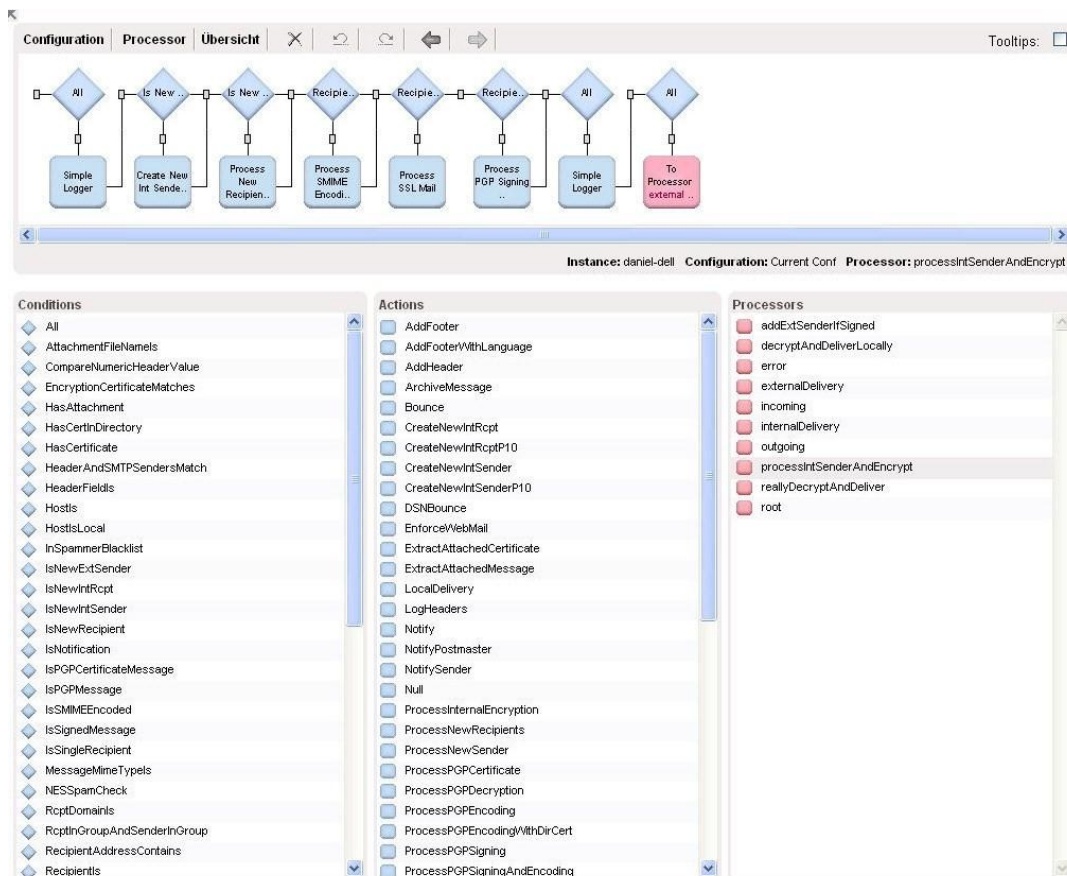 Configuration Processor Übersicht Tooltips:
All Is New .. Is New .. Recipie.. Recipie.. Recipie.. All All
Simple Logger
Create New Int Sende..
Process New Recipien..
Process SMIME Encodi..
Process SSL Mail
Process PGP Signing ..
Simple Logger
To Processor external ..
Instance: daniel-dell Configuration: Current Conf Processor: processIntSenderAndEncrypt
Conditions
All
AttachmentFileNameIs
CompareNumericHeaderValue
EncryptionCertificateMatches
HasAttachment
HasCertInDirectory
HasCertificate
HeaderAndSMTPSendersMatch
HeaderFieldIs
HostIs
HostIsLocal
InSpammerBlacklist
IsNewExtSender
IsNewIntRcpt
IsNewIntSender
IsNewRecipient
IsNotification
IsPGPCertificateMessage
IsPGPMessage
IsSMIMEEncoded
IsSignedMessage
IsSingleRecipient
MessageMimeTypeIs
NESSpamCheck
RcptDomainIs
RcptInGroupAndSenderInGroup
RecipientAddressContains
RecipientIs
Actions
AddFooter
AddFooterWithLanguage
AddHeader
ArchiveMessage
Bounce
CreateNewIntRcpt
CreateNewIntRcptP10
CreateNewIntSender
CreateNewIntSenderP10
DSNBounce
EnforceWebMail
ExtractAttachedCertificate
ExtractAttachedMessage
LocalDelivery
LogHeaders
Notify
NotifyPostmaster
NotifySender
Null
ProcessInternalEncryption
ProcessNewRecipients
ProcessNewSender
ProcessPGPCertificate
ProcessPGPDecryption
ProcessPGPEncoding
ProcessPGPEncodingWithDirCert
ProcessPGPSigning
ProcessPGPSigningAndEncoding
Processors
addExtSenderIfSigned
decryptAndDeliverLocally
error
externalDelivery
incoming
internalDelivery
outgoing
processIntSenderAndEncrypt
reallyDecryptAndDeliver
root